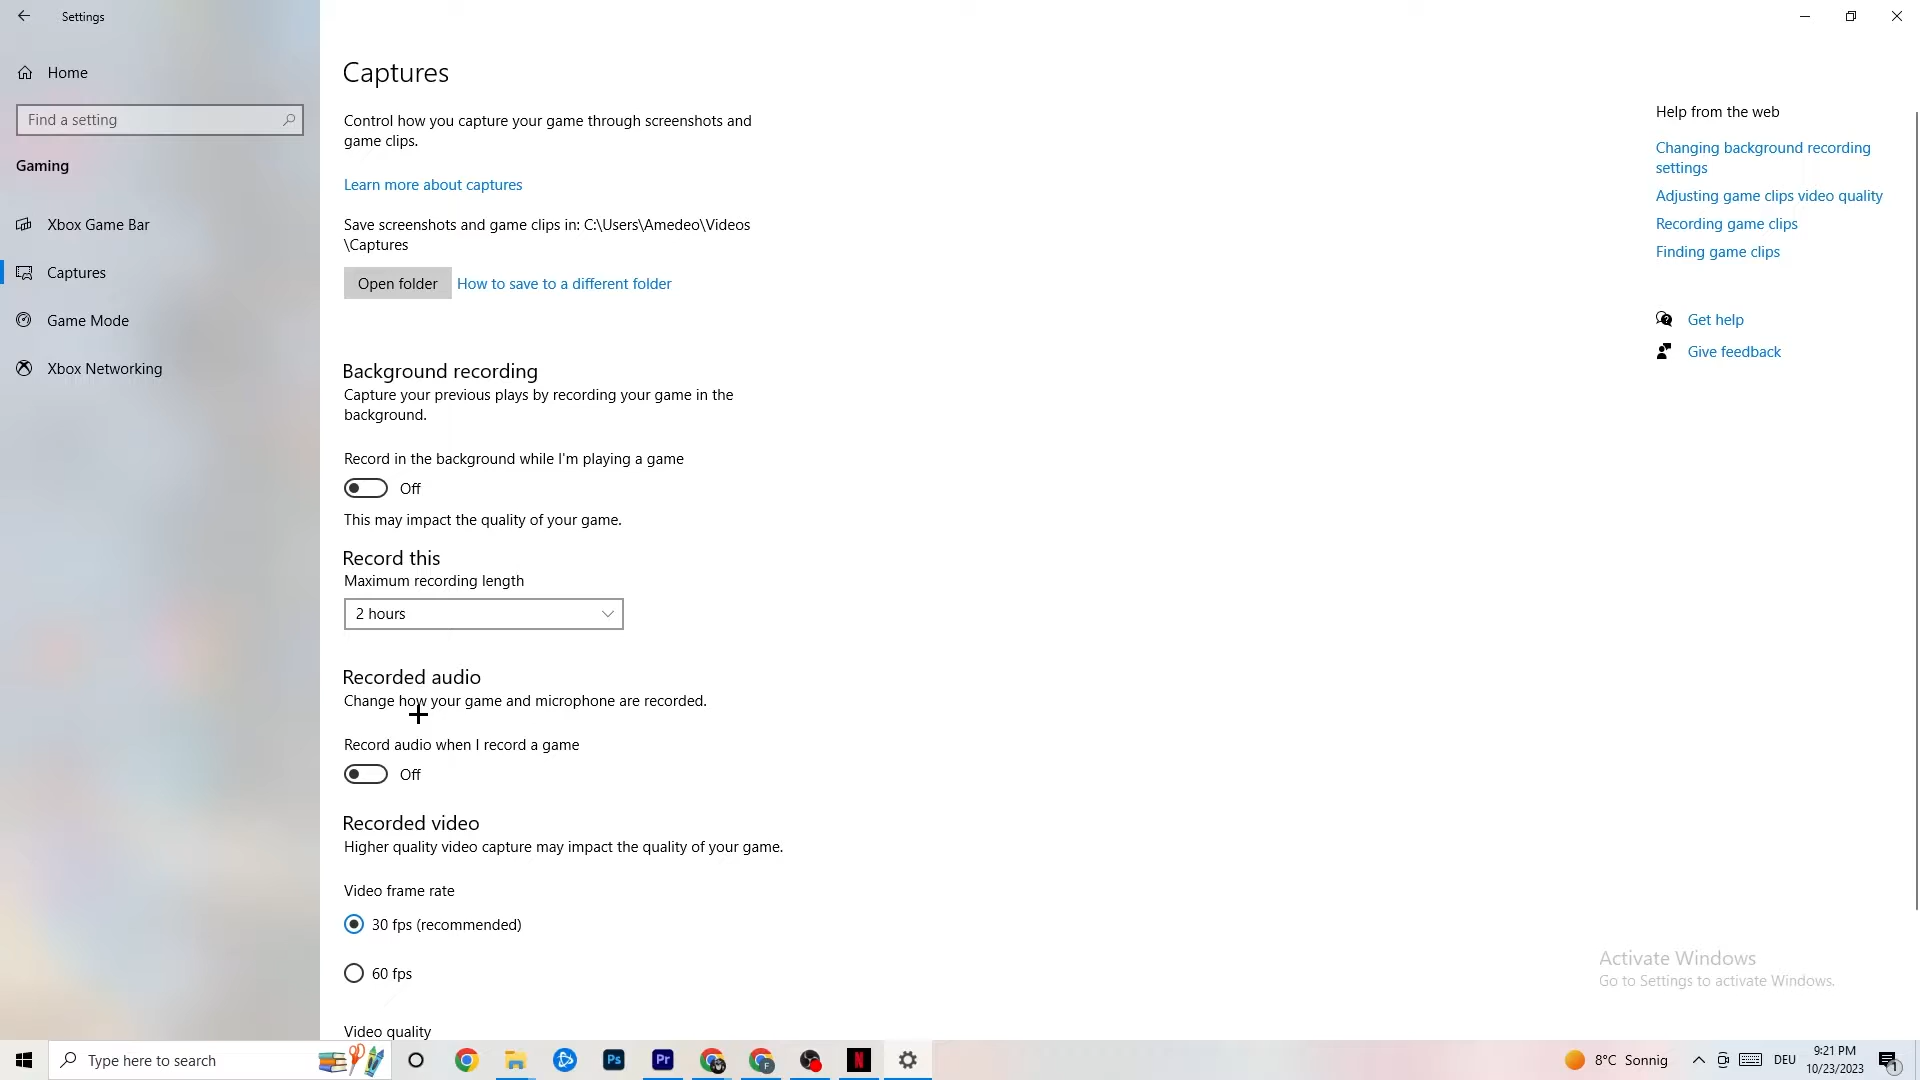 Settings
Home
Find a setting
Gaming
Xbox Game Bar
Captures
Game Mode
Xbox Networking
Captures
Control how you capture your game through screenshots and
game clips.
Learn more about captures
Save screenshots and game clips in: C:\Users\Amedeo\Videos
\Captures
Open folder
How to save to a different folder
Background recording
Capture your previous plays by recording your game in the
background.
Record in the background while I'm playing a game
Off
This may impact the quality of your game.
Record this
Maximum recording length
2 hours
Recorded audio
Change how your game and microphone are recorded.
Record audio when I record a game
Off
Recorded video
Higher quality video capture may impact the quality of your game.
Video frame rate
30 fps (recommended)
60 fps
Video quality
Help from the web
Changing background recording
settings
Adjusting game clips video quality
Recording game clips
Finding game clips
Get help
Give feedback
Activate Windows
Go to Settings to activate Windows.
Type here to search
Ps
Pr
F
N
8°C Sonnig
DEU
9:21 PM
10/23/2023
1